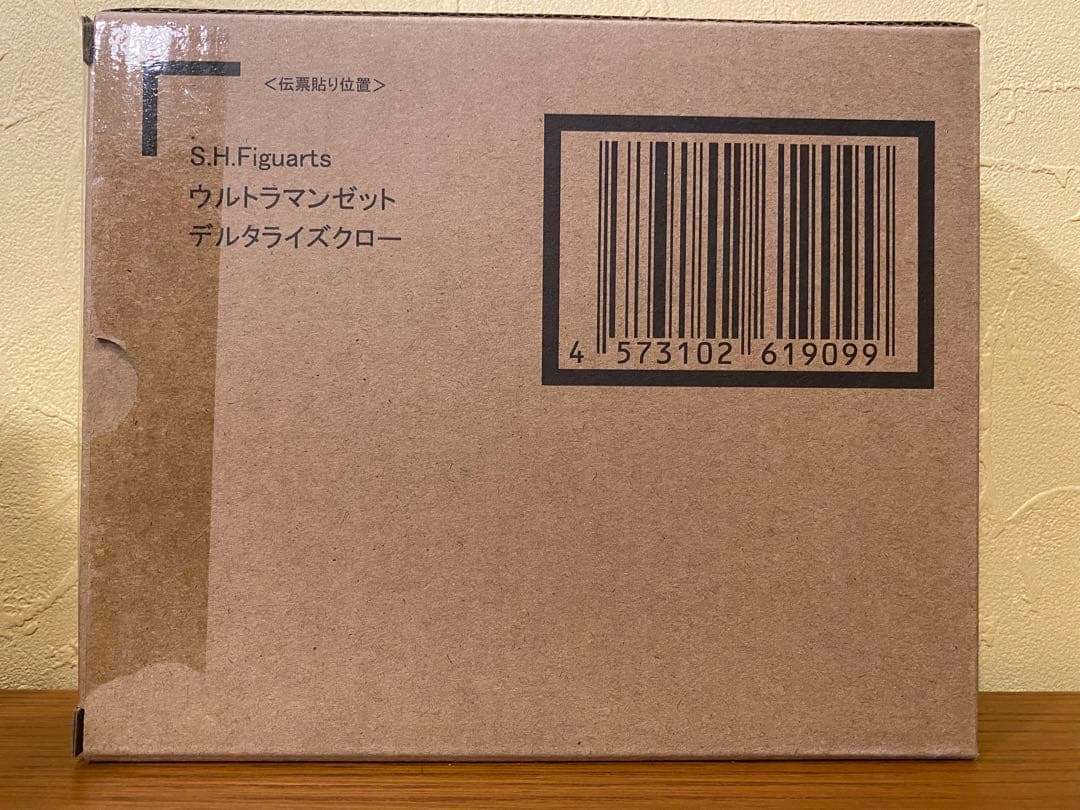 ＜伝票貼り位置＞
S.H.Figuarts
ウルトラマンゼット
デルタライズクロー
4 573102 619099